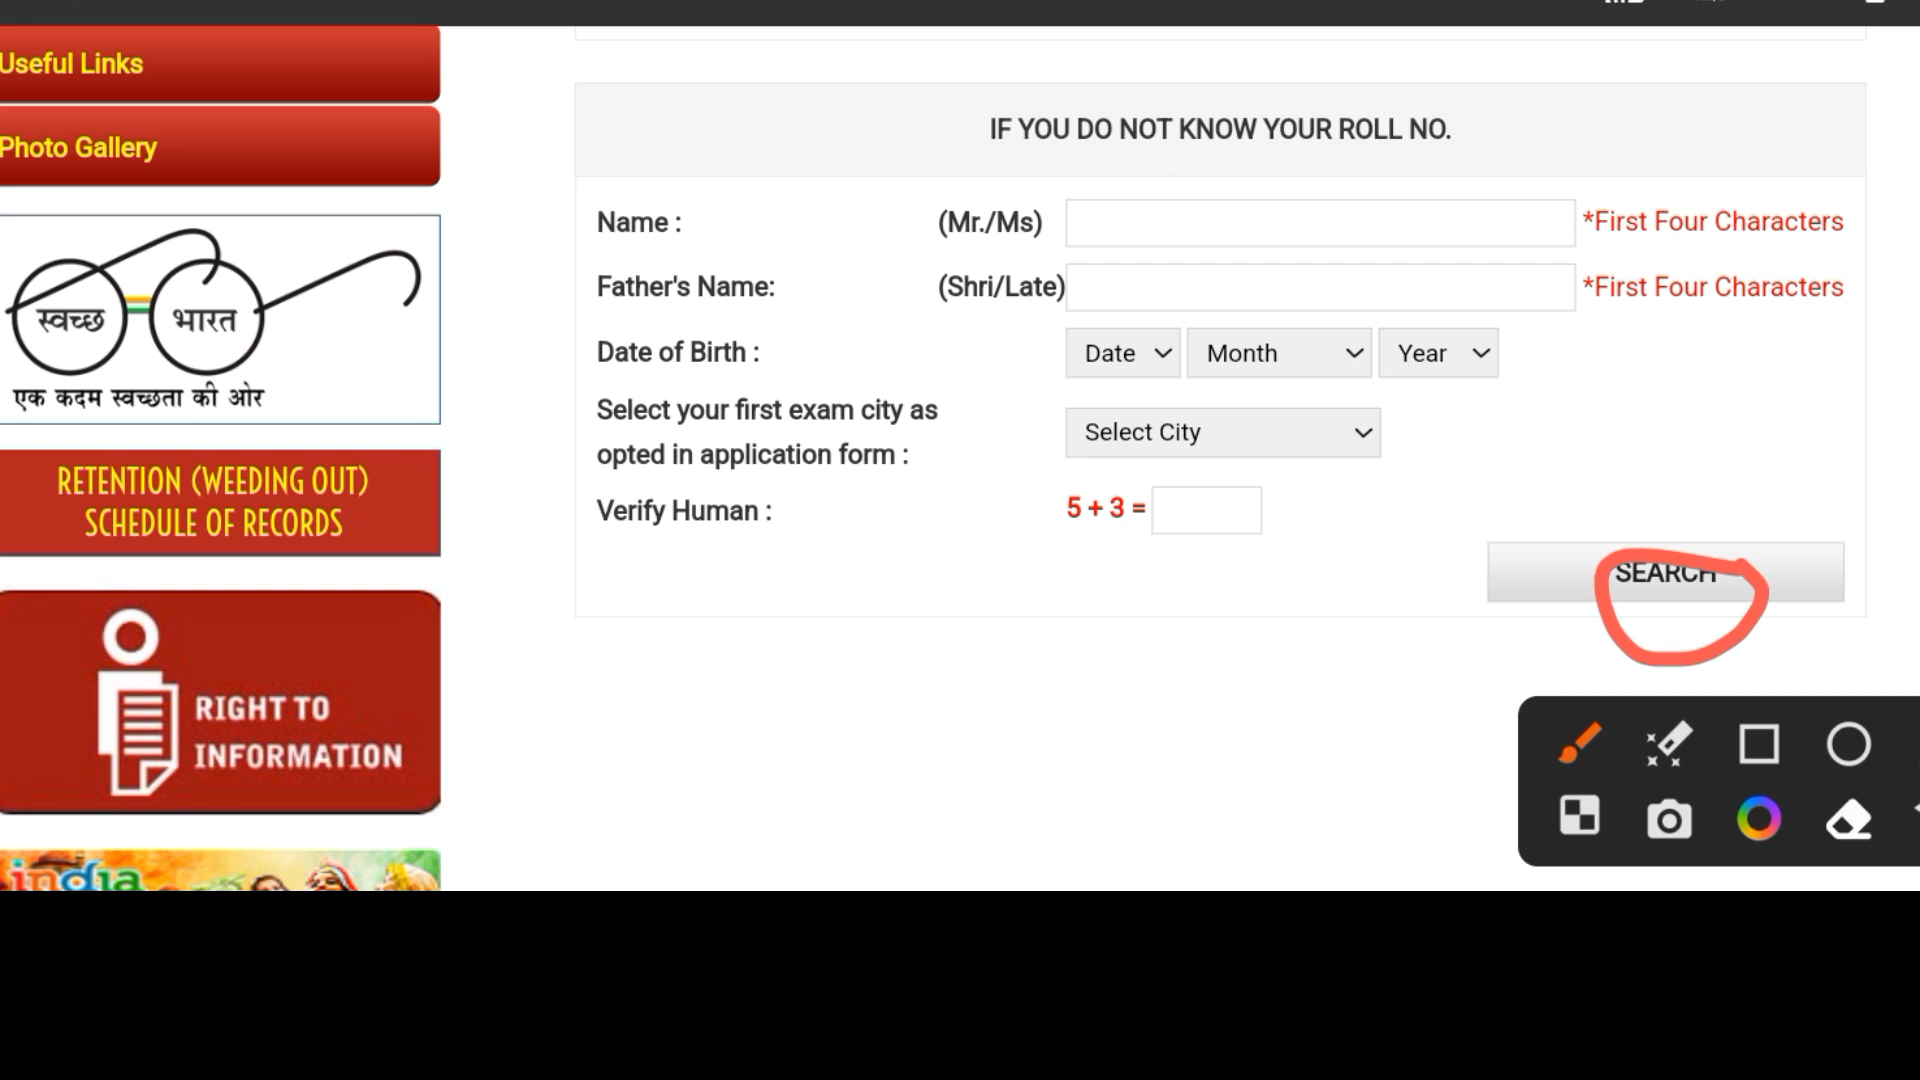 Useful Links
Photo Gallery
स्वच्छ भारत
एक कदम स्वच्छता की ओर
RETENTION (WEEDING OUT)
SCHEDULE OF RECORDS
RIGHT TO
INFORMATION
india
IF YOU DO NOT KNOW YOUR ROLL NO.
Name : (Mr./Ms) *First Four Characters
Father's Name: (Shri/Late) *First Four Characters
Date of Birth : Date Month Year
Select your first exam city as
opted in application form : Select City
Verify Human : 5 + 3 =
SEARCH